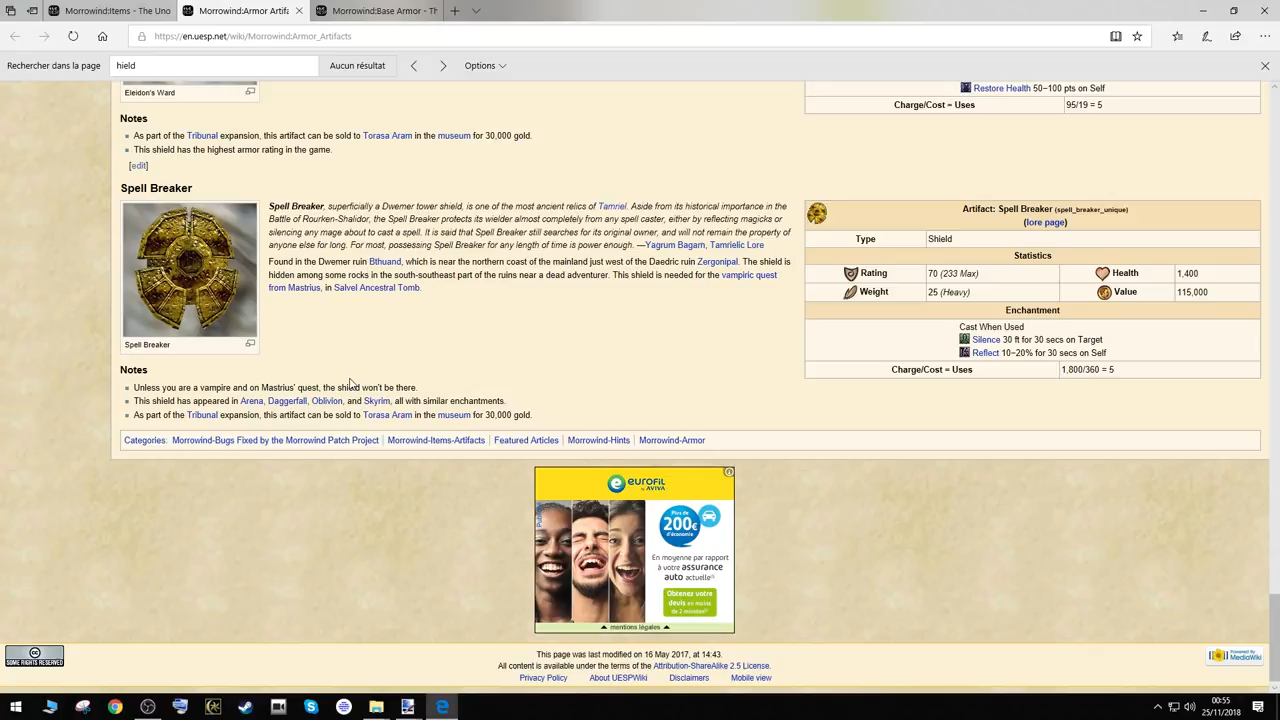 Morrowind:Items - The Uno
Morrowind:Armor Artifa
Morrowind:Base Armor - Th
https://en.uesp.net/wiki/Morrowind:Armor_Artifacts
Rechercher dans la page
hield
Aucun résultat
Options
Eleidon's Ward
Restore Health 50–100 pts on Self
Charge/Cost = Uses 95/19 = 5
Notes
As part of the Tribunal expansion, this artifact can be sold to Torasa Aram in the museum for 30,000 gold.
This shield has the highest armor rating in the game.
[edit]
Spell Breaker
Spell Breaker, superficially a Dwemer tower shield, is one of the most ancient relics of Tamriel. Aside from its historical importance in the
Battle of Rourken-Shalidor, the Spell Breaker protects its wielder almost completely from any spell caster, either by reflecting magicks or
silencing any mage about to cast a spell. It is said that Spell Breaker still searches for its original owner, and will not remain the property of
anyone else for long. For most, possessing Spell Breaker for any length of time is power enough. —Yagrum Bagarn, Tamrielic Lore
Found in the Dwemer ruin Bthuand, which is near the northern coast of the mainland just west of the Daedric ruin Zergonipal. The shield is
hidden among some rocks in the south-southeast part of the ruins near a dead adventurer. This shield is needed for the vampiric quest
from Mastrius, in Salvel Ancestral Tomb.
Spell Breaker
Artifact: Spell Breaker (spell_breaker_unique)
(lore page)
Type Shield
Statistics
Rating 70 (233 Max) Health 1,400
Weight 25 (Heavy) Value 115,000
Enchantment
Cast When Used
Silence 30 ft for 30 secs on Target
Reflect 10–20% for 30 secs on Self
Charge/Cost = Uses 1,800/360 = 5
Notes
Unless you are a vampire and on Mastrius' quest, the shield won't be there.
This shield has appeared in Arena, Daggerfall, Oblivion, and Skyrim, all with similar enchantments.
As part of the Tribunal expansion, this artifact can be sold to Torasa Aram in the museum for 30,000 gold.
Categories: Morrowind-Bugs Fixed by the Morrowind Patch Project Morrowind-Items-Artifacts Featured Articles Morrowind-Hints Morrowind-Armor
eurofil
by AVIVA
Plus de
200€
d'économie
En moyenne par rapport
à votre assurance
auto actuelle
Obtenez votre
devis en moins
de 2 minutes
mentions légales
SOME RIGHTS RESERVED
This page was last modified on 16 May 2017, at 14:43.
All content is available under the terms of the Attribution-ShareAlike 2.5 License.
Privacy Policy About UESPWiki Disclaimers Mobile view
Powered By
MediaWiki
00:55
25/11/2018